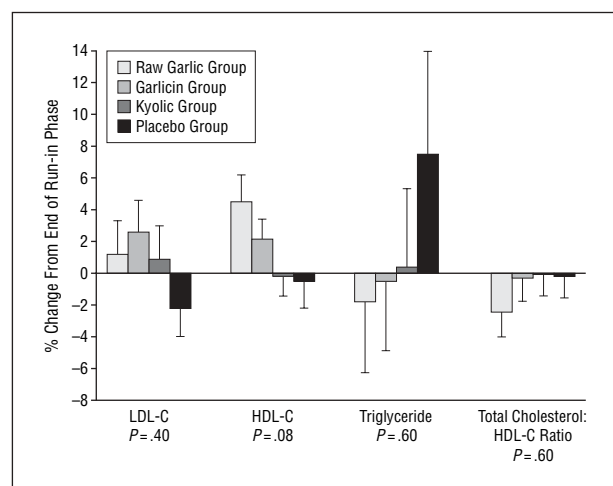 % Change From End of Run-in Phase
14
12
10
8
6
4
2
0
−2
−4
−6
−8
Raw Garlic Group
Garlicin Group
Kyolic Group
Placebo Group
LDL-C
P = .40
HDL-C
P = .08
Triglyceride
P = .60
Total Cholesterol:
HDL-C Ratio
P = .60